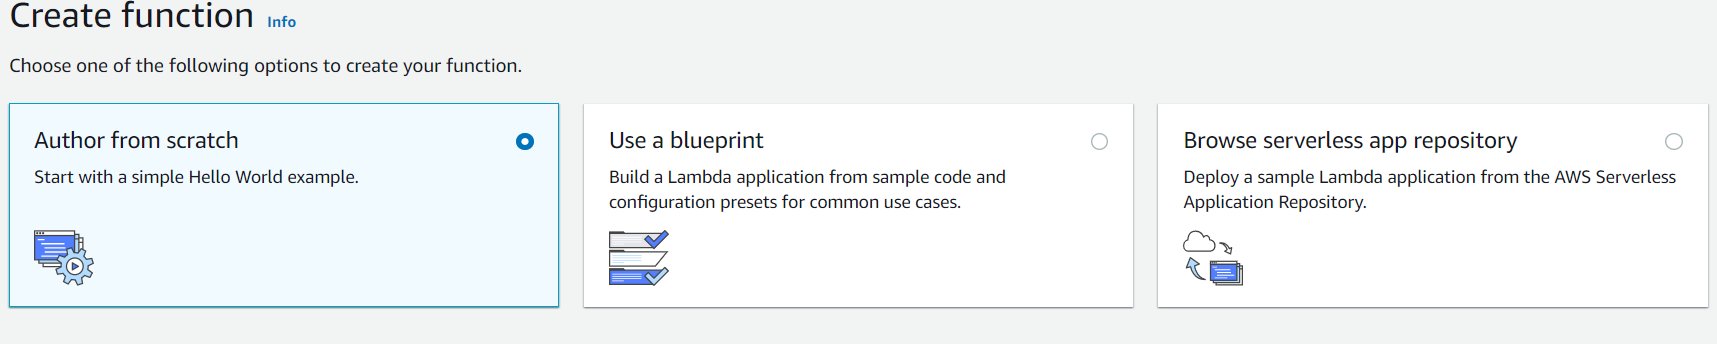 Create function Info
Choose one of the following options to create your function.
Author from scratch
Start with a simple Hello World example.
Use a blueprint
Build a Lambda application from sample code and
configuration presets for common use cases.
Browse serverless app repository
Deploy a sample Lambda application from the AWS Serverless
Application Repository.